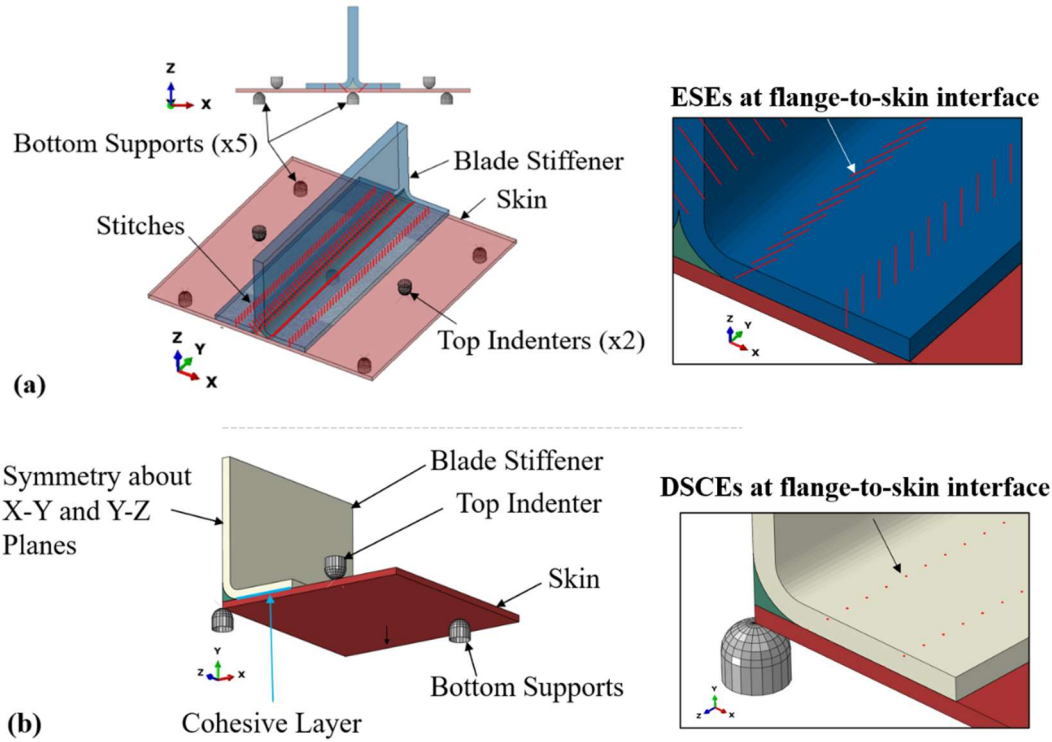 Z
X
Bottom Supports (x5)
Blade Stiffener
Skin
Stitches
Top Indenters (x2)
Z
Y
X
(a)
ESEs at flange-to-skin interface
Z
Y
X
Symmetry about
X-Y and Y-Z
Planes
Blade Stiffener
Top Indenter
Skin
Bottom Supports
Cohesive Layer
Y
Z
X
(b)
DSCEs at flange-to-skin interface
Y
Z
X